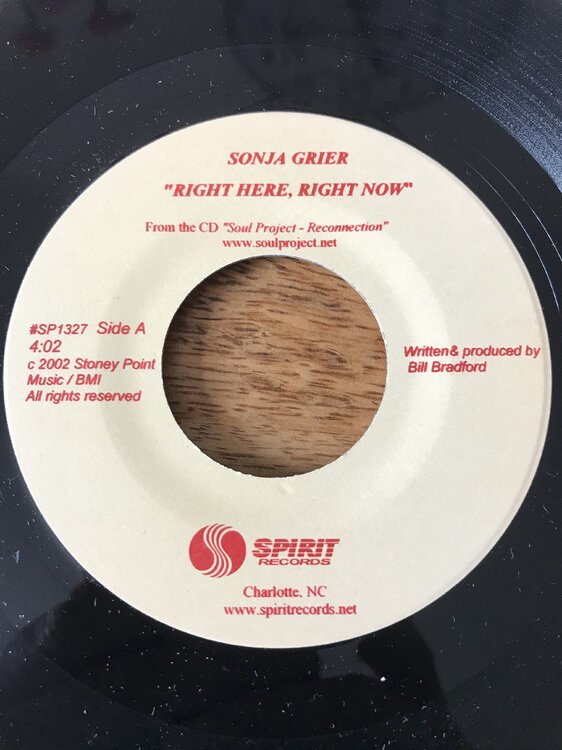 SONJA GRIER
"RIGHT HERE, RIGHT NOW"
From the CD "Soul Project - Reconnection"
www.soulproject.net
#SP1327 Side A
4:02
c 2002 Stoney Point
Music / BMI
All rights reserved
Written& produced by
Bill Bradford
SPIRIT
RECORDS
Charlotte, NC
www.spiritrecords.net